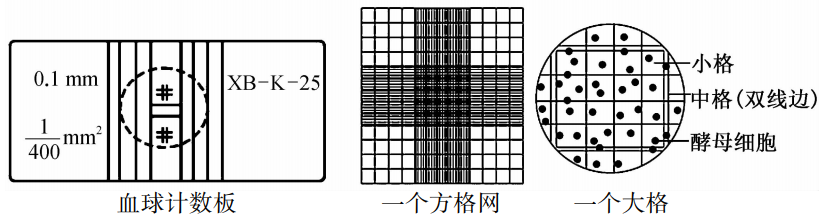 0.1 mm
XB-K-25
1/400 mm²
小格
中格(双线边)
酵母细胞
血球计数板
一个方格网
一个大格